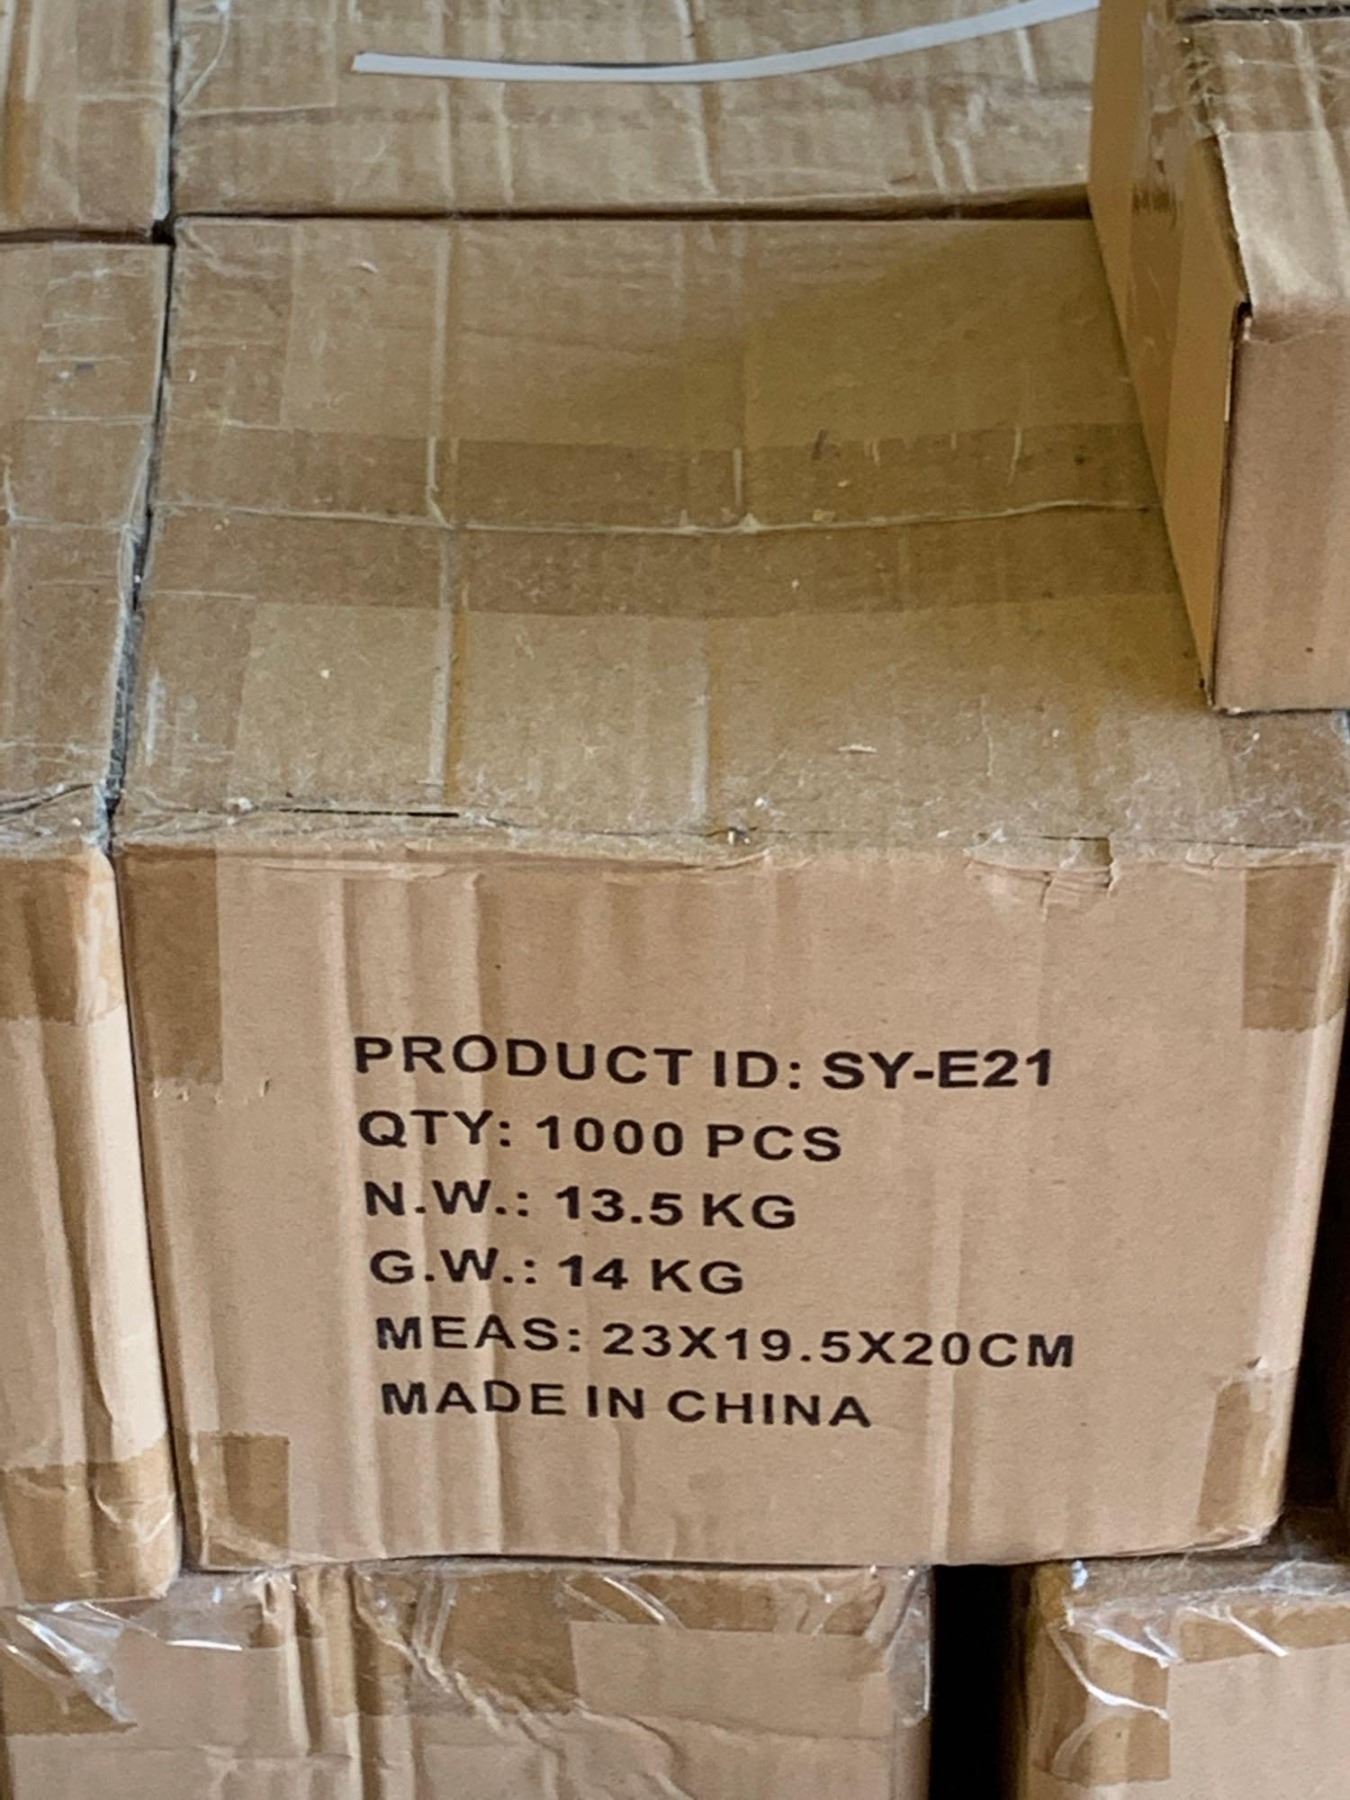 PRODUCT ID: SY-E21
QTY: 1000 PCS
N.W.: 13.5 KG
G.W.: 14 KG
MEAS: 23X19.5X20CM
MADE IN CHINA